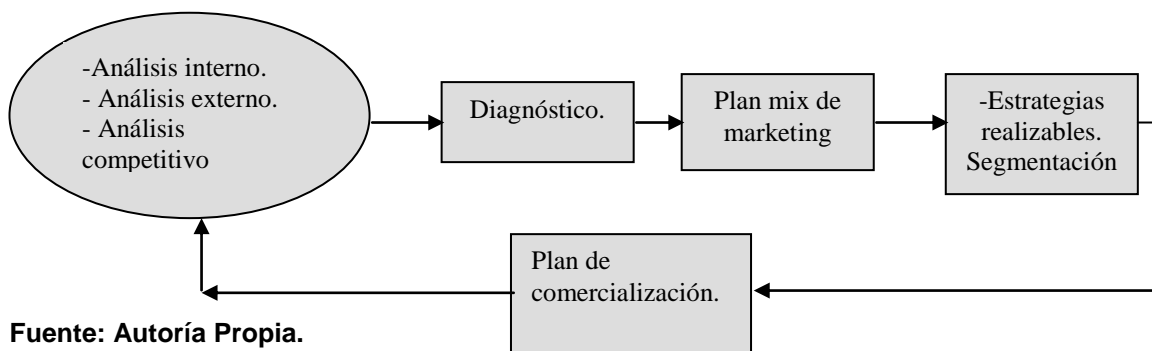 -Análisis interno.
- Análisis externo.
- Análisis
competitivo
Diagnóstico.
Plan mix de
marketing
-Estrategias
realizables.
Segmentación
Plan de
comercialización.
Fuente: Autoría Propia.